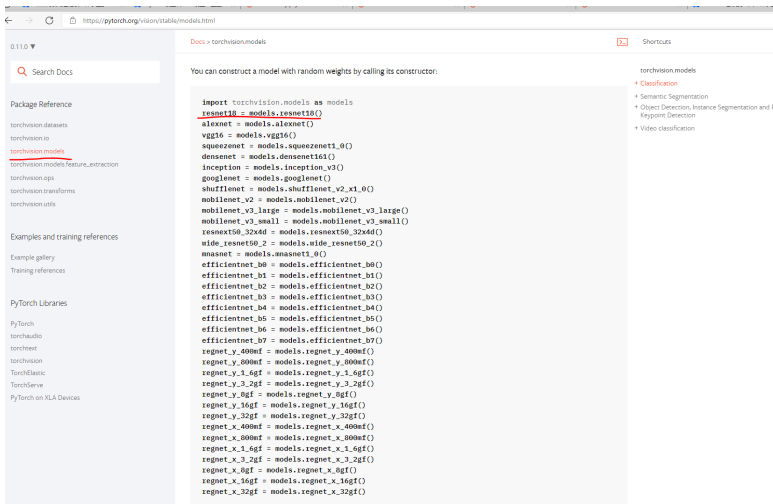 https://pytorch.org/vision/stable/models.html
0.11.0 ▼
Search Docs
Package Reference
torchvision.datasets
torchvision.io
torchvision.models
torchvision.models.feature_extraction
torchvision.ops
torchvision.transforms
torchvision.utils
Examples and training references
Example gallery
Training references
PyTorch Libraries
PyTorch
torchaudio
torchtext
torchvision
TorchElastic
TorchServe
PyTorch on XLA Devices
Docs > torchvision.models
You can construct a model with random weights by calling its constructor:
import torchvision.models as models
resnet18 = models.resnet18()
alexnet = models.alexnet()
vgg16 = models.vgg16()
squeezenet = models.squeezenet1_0()
densenet = models.densenet161()
inception = models.inception_v3()
googlenet = models.googlenet()
shufflenet = models.shufflenet_v2_x1_0()
mobilenet_v2 = models.mobilenet_v2()
mobilenet_v3_large = models.mobilenet_v3_large()
mobilenet_v3_small = models.mobilenet_v3_small()
resnext50_32x4d = models.resnext50_32x4d()
wide_resnet50_2 = models.wide_resnet50_2()
mnasnet = models.mnasnet1_0()
efficientnet_b0 = models.efficientnet_b0()
efficientnet_b1 = models.efficientnet_b1()
efficientnet_b2 = models.efficientnet_b2()
efficientnet_b3 = models.efficientnet_b3()
efficientnet_b4 = models.efficientnet_b4()
efficientnet_b5 = models.efficientnet_b5()
efficientnet_b6 = models.efficientnet_b6()
efficientnet_b7 = models.efficientnet_b7()
regnet_y_400mf = models.regnet_y_400mf()
regnet_y_800mf = models.regnet_y_800mf()
regnet_y_1_6gf = models.regnet_y_1_6gf()
regnet_y_3_2gf = models.regnet_y_3_2gf()
regnet_y_8gf = models.regnet_y_8gf()
regnet_y_16gf = models.regnet_y_16gf()
regnet_y_32gf = models.regnet_y_32gf()
regnet_x_400mf = models.regnet_x_400mf()
regnet_x_800mf = models.regnet_x_800mf()
regnet_x_1_6gf = models.regnet_x_1_6gf()
regnet_x_3_2gf = models.regnet_x_3_2gf()
regnet_x_8gf = models.regnet_x_8gf()
regnet_x_16gf = models.regnet_x_16gf()
regnet_x_32gf = models.regnet_x_32gf()
Shortcuts
torchvision.models
+ Classification
+ Semantic Segmentation
+ Object Detection, Instance Segmentation and
Keypoint Detection
+ Video classification